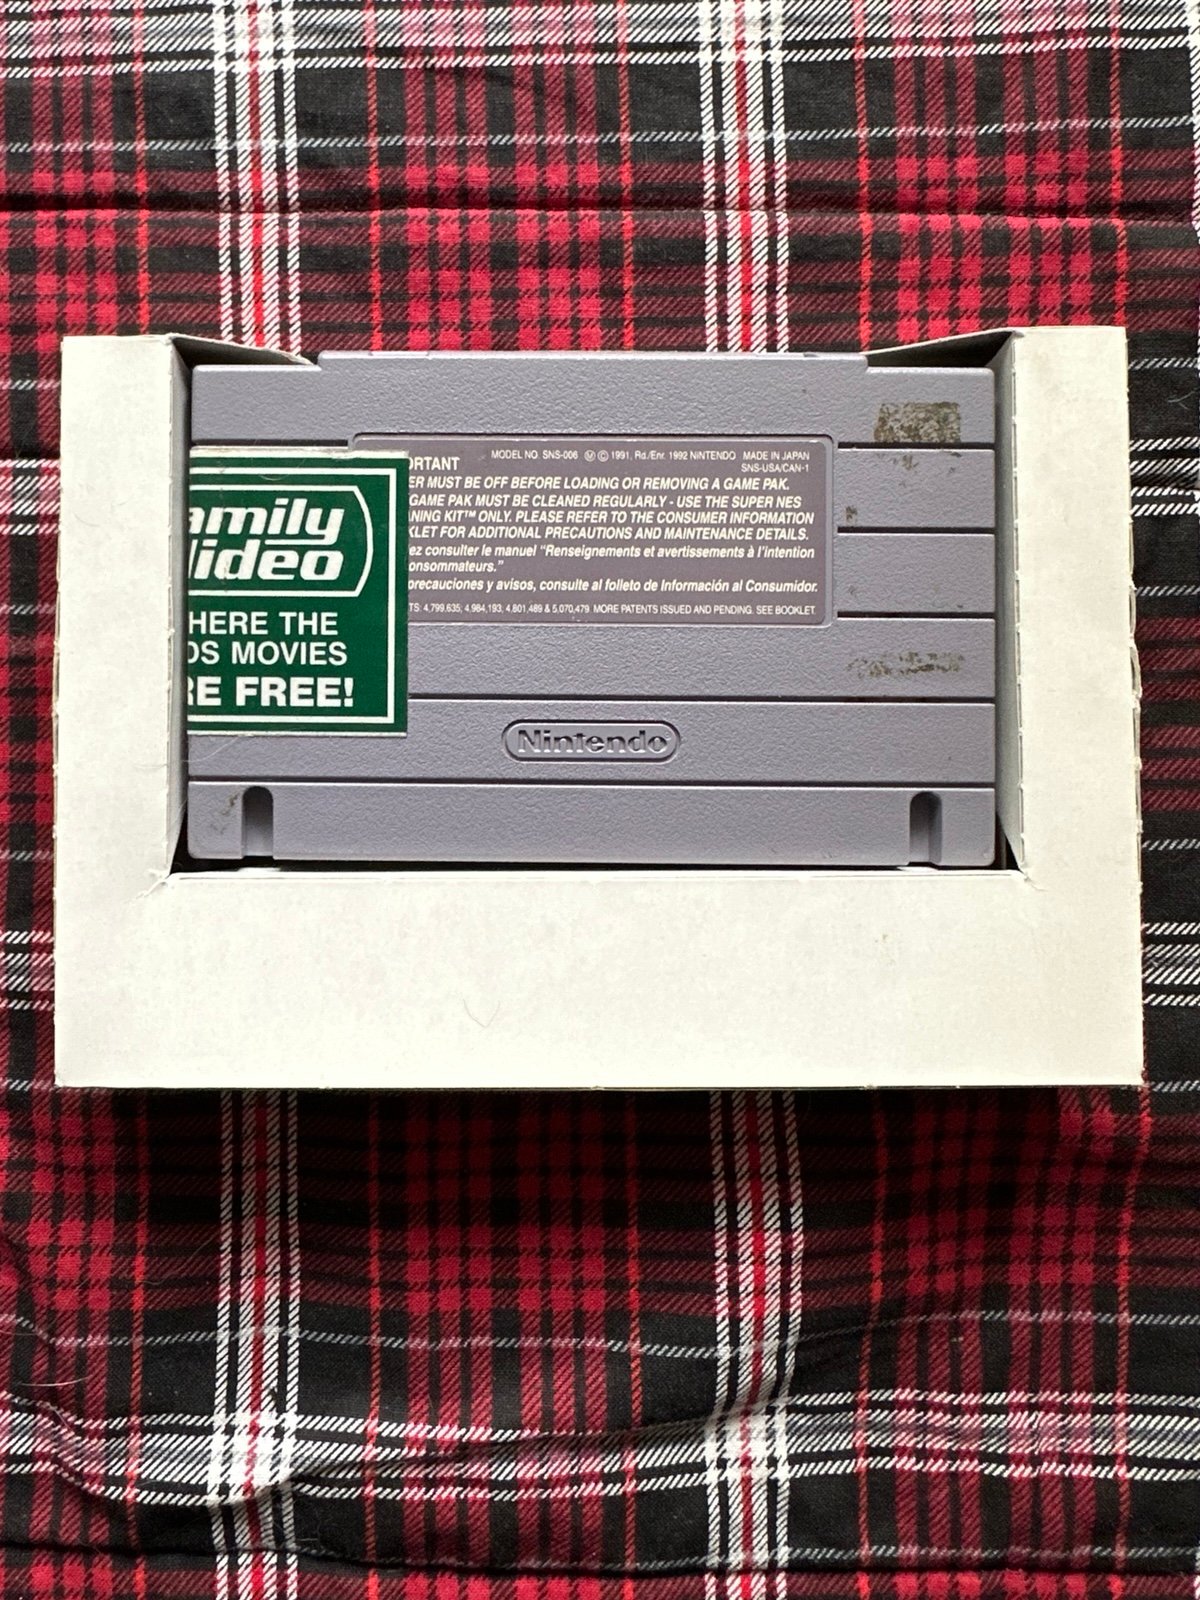 amily
ideo
HERE THE
DS MOVIES
RE FREE!
ORTANT
MODEL NO. SNS-006 Ⓜ © 1991, Rd./Enr. 1992 NINTENDO MADE IN JAPAN
SNS-USA/CAN-1
ER MUST BE OFF BEFORE LOADING OR REMOVING A GAME PAK.
GAME PAK MUST BE CLEANED REGULARLY - USE THE SUPER NES
NING KIT™ ONLY. PLEASE REFER TO THE CONSUMER INFORMATION
KLET FOR ADDITIONAL PRECAUTIONS AND MAINTENANCE DETAILS.
ez consulter le manuel “Renseignements et avertissements à l'intention
onsommateurs.”
precauciones y avisos, consulte al folleto de Información al Consumidor.
TS: 4,799,635; 4,984,193; 4,801,489 & 5,070,479. MORE PATENTS ISSUED AND PENDING. SEE BOOKLET.
Nintendo